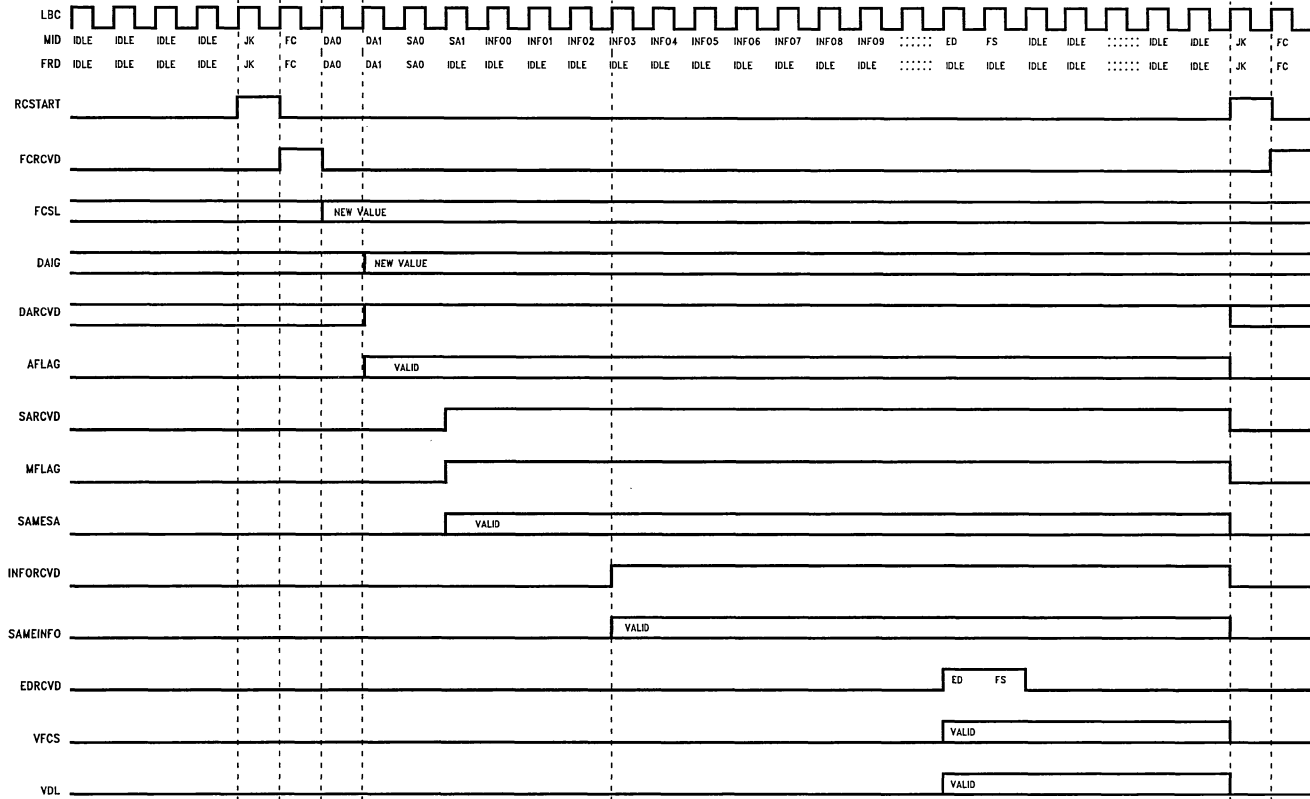 LBC
MID IDLE IDLE IDLE IDLE JK FC DA0 DA1 SA0 SA1 INFO0 INFO1 INFO2 INFO3 INFO4 INFO5 INFO6 INFO7 INFO8 INFO9 :::::: ED FS IDLE IDLE :::::: IDLE IDLE JK FC
FRD IDLE IDLE IDLE IDLE JK FC DA0 DA1 SA0 IDLE IDLE IDLE IDLE IDLE IDLE IDLE IDLE IDLE IDLE IDLE :::::: IDLE IDLE IDLE IDLE :::::: IDLE IDLE JK FC
RCSTART
FCRCVD
FCSL NEW VALUE
DAIG NEW VALUE
DARCVD
AFLAG VALID
SARCVD
MFLAG
SAMESA VALID
INFORCVD
SAMEINFO VALID
EDRCVD ED FS
VFCS VALID
VDL VALID